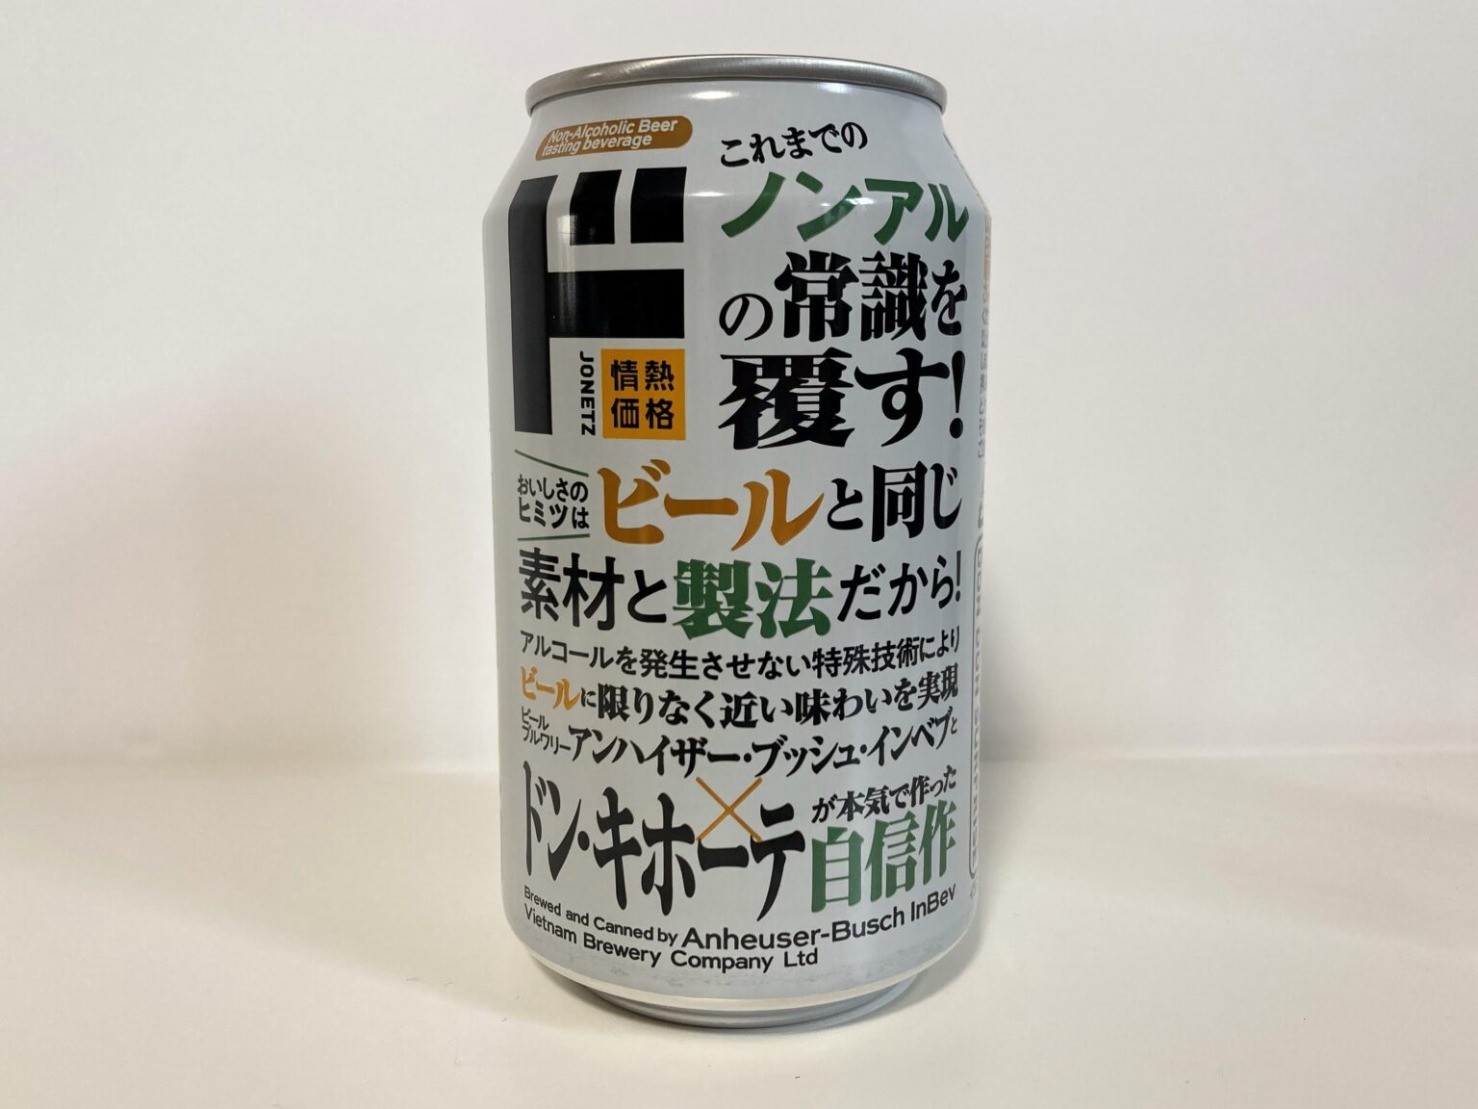 Non-Alcoholic Beer
tasting beverage
ド
JONETZ
情熱
価格
これまでの
ノンアル
の常識を
覆す!
おいしさの
ヒミツは
ビールと同じ
素材と製法だから!
アルコールを発生させない特殊技術により
ビールに限りなく近い味わいを実現
ビール
ブルワリー
アンハイザー・ブッシュ・インベブと
×
ドン・キホーテ
が本気で作った
自信作
Brewed and Canned by Anheuser-Busch InBev
Vietnam Brewery Company Ltd